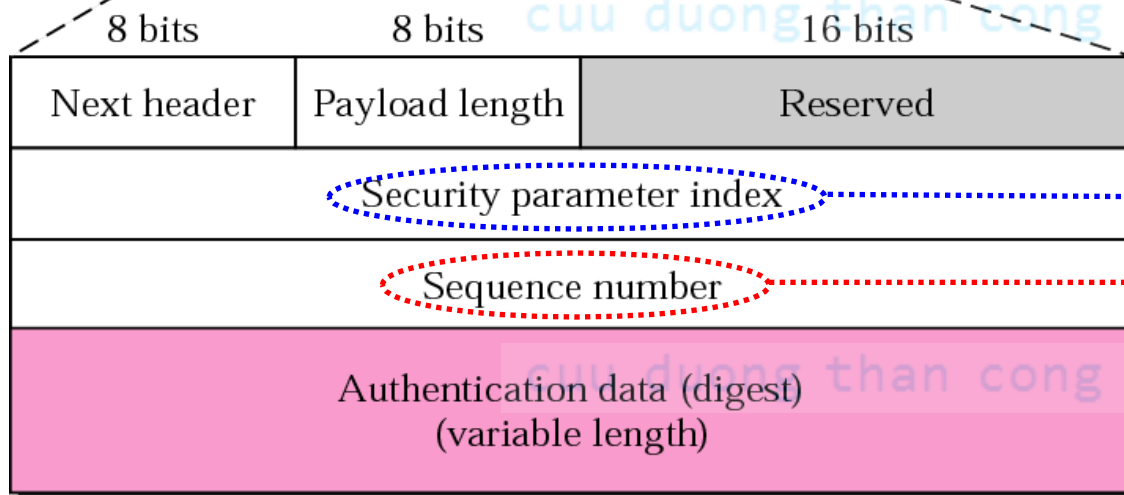 cuu duong than cong
8 bits 8 bits 16 bits
Next header Payload length Reserved
Security parameter index
Sequence number
cuu duong than cong
Authentication data (digest)
(variable length)